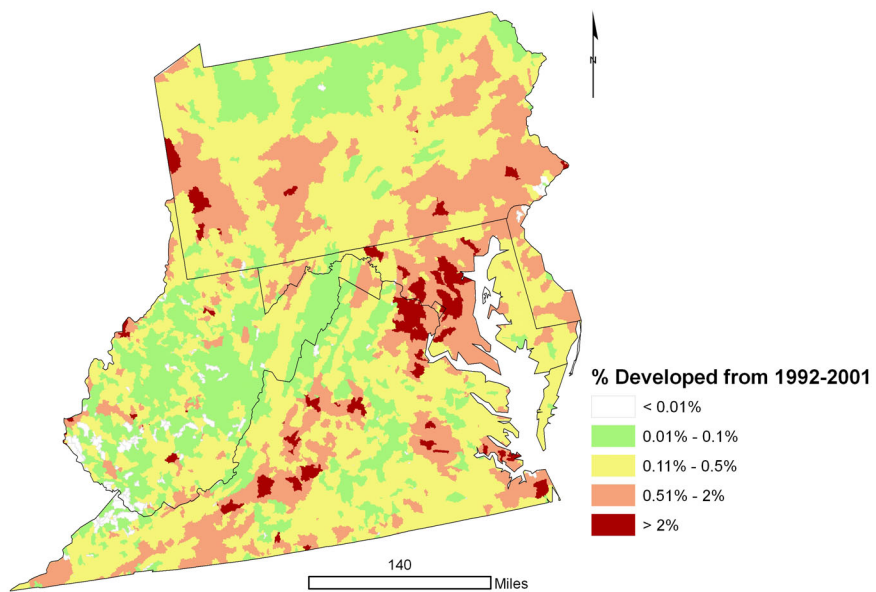 N
% Developed from 1992-2001
< 0.01%
0.01% - 0.1%
0.11% - 0.5%
0.51% - 2%
> 2%
140
Miles